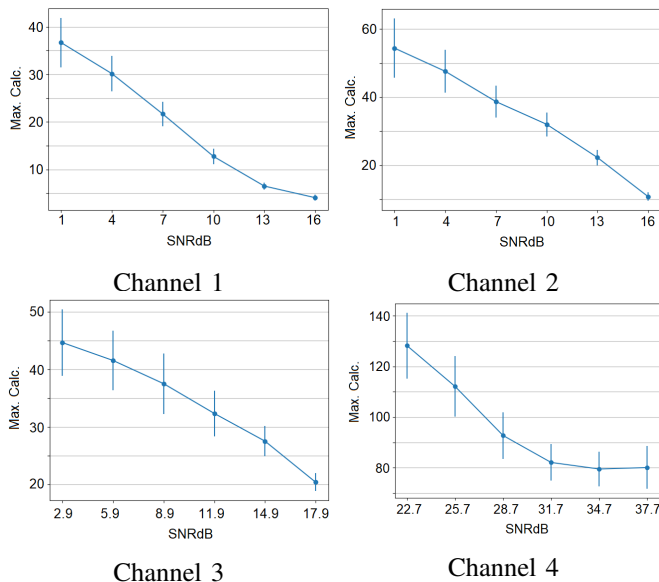 Max. Calc.
40
30
20
10
1 4 7 10 13 16
SNRdB
Channel 1
Max. Calc.
60
40
20
1 4 7 10 13 16
SNRdB
Channel 2
Max. Calc.
50
40
30
20
2.9 5.9 8.9 11.9 14.9 17.9
SNRdB
Channel 3
Max. Calc.
140
120
100
80
22.7 25.7 28.7 31.7 34.7 37.7
SNRdB
Channel 4